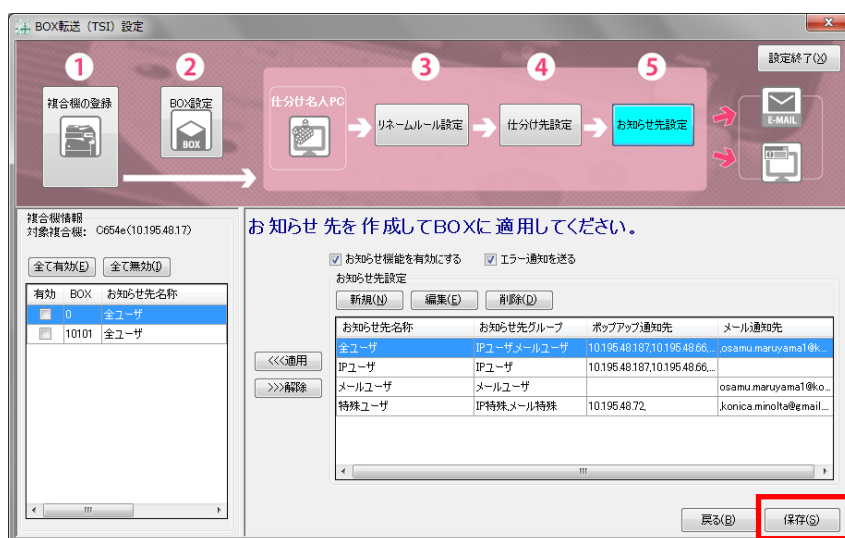 BOX転送（TSI）設定
設定終了(X)
1 2 3 4 5
複合機の登録
BOX設定
BOX
仕分け名人PC
リネームルール設定
仕分け先設定
お知らせ先設定
E-MAIL
複合機情報
対象複合機: C654e(10.195.48.17)
全て有効(E) 全て無効(I)
有効 BOX お知らせ先名称
0 全ユーザ
10101 全ユーザ
お知らせ先を作成してBOXに適用してください。
お知らせ機能を有効にする エラー通知を送る
お知らせ先設定
新規(N) 編集(E) 削除(D)
お知らせ先名称 お知らせ先グループ ポップアップ通知先 メール通知先
全ユーザ IPユーザ,メールユーザ 10.195.48.187,10.195.48.66,... ,osamu.maruyama1@k...
IPユーザ IPユーザ 10.195.48.187,10.195.48.66,...
メールユーザ メールユーザ osamu.maruyama1@ko...
特殊ユーザ IP特殊,メール特殊 10.195.48.72, ,konica.minolta@gmail....
<<<適用
>>>解除
戻る(B) 保存(S)